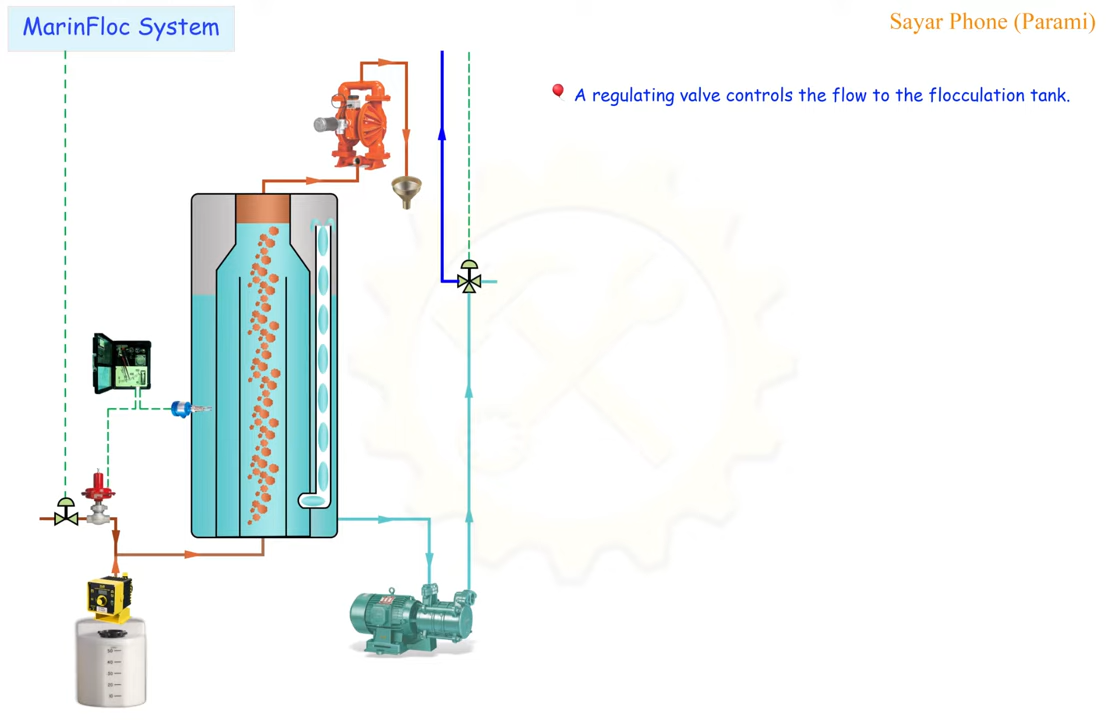 MarinFloc System
Sayar Phone (Parami)
A regulating valve controls the flow to the flocculation tank.